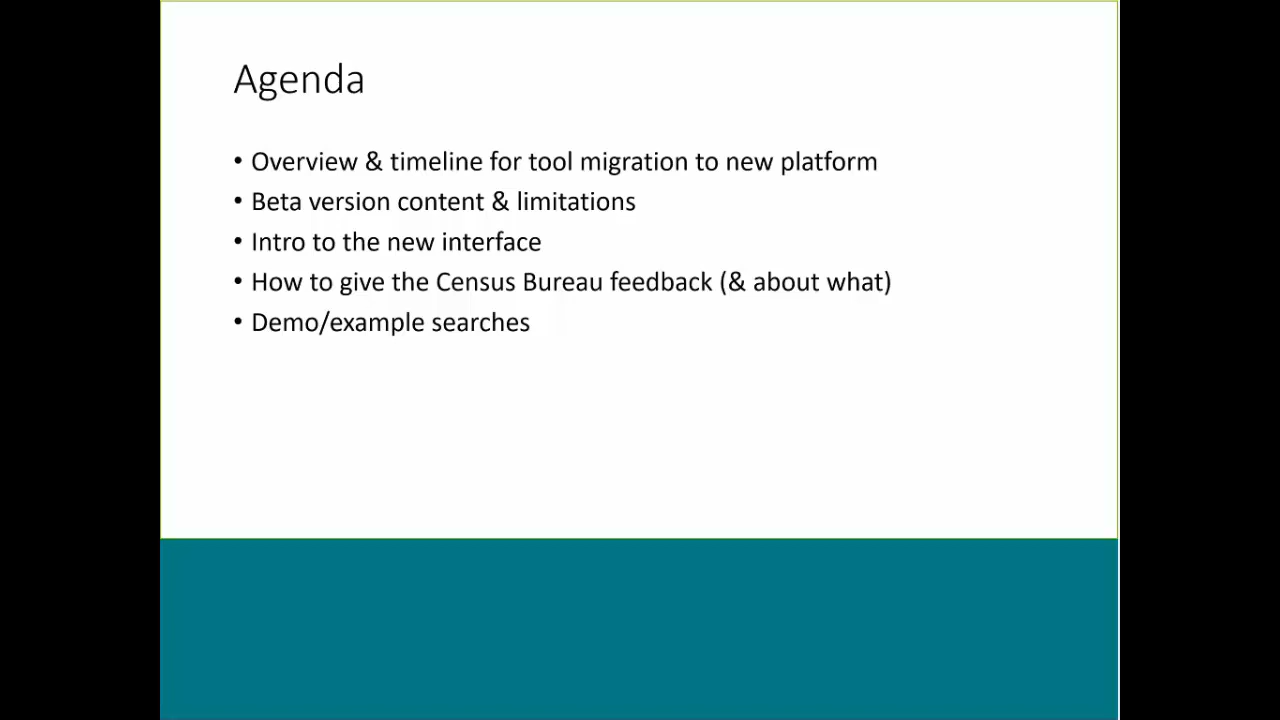 Agenda
• Overview & timeline for tool migration to new platform
• Beta version content & limitations
• Intro to the new interface
• How to give the Census Bureau feedback (& about what)
• Demo/example searches